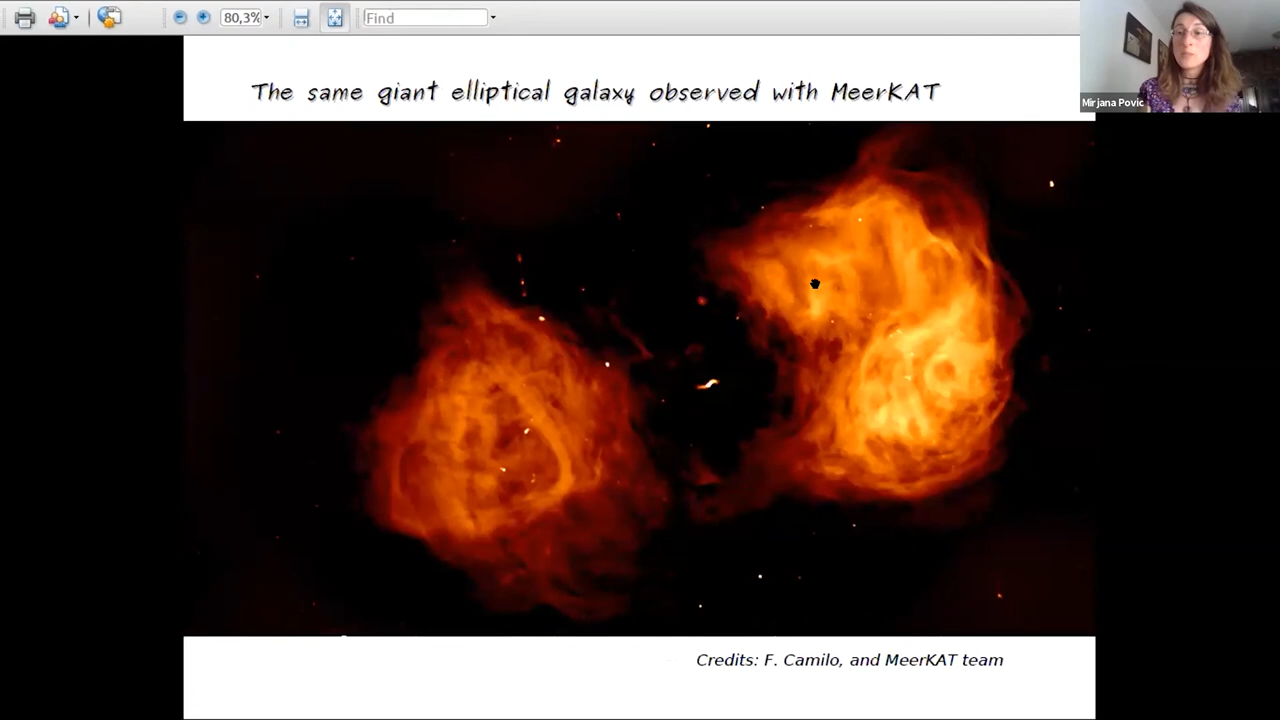 80,3%
Find
The same giant elliptical galaxy observed with MeerKAT
Mirjana Povic
Credits: F. Camilo, and MeerKAT team